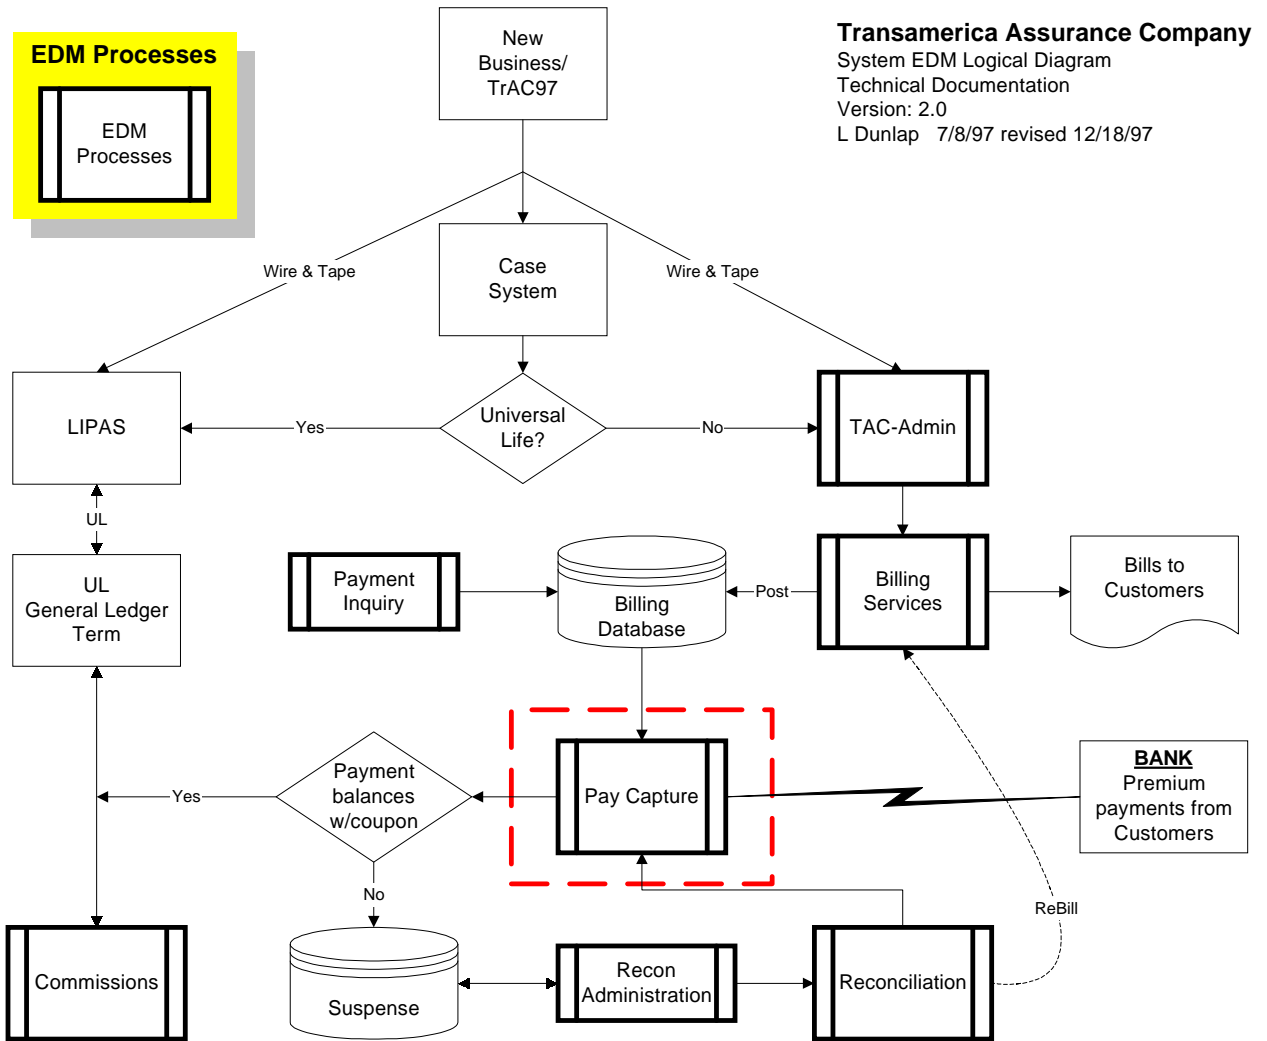 EDM Processes
EDM
Processes
New
Business/
TrAC97
Transamerica Assurance Company
System EDM Logical Diagram
Technical Documentation
Version: 2.0
L Dunlap   7/8/97 revised 12/18/97
Wire & Tape
Case
System
Wire & Tape
LIPAS
Yes
Universal
Life?
No
TAC-Admin
UL
UL
General Ledger
Term
Payment
Inquiry
Billing
Database
Post
Billing
Services
Bills to
Customers
Yes
Payment
balances
w/coupon
Pay Capture
BANK
Premium
payments from
Customers
No
ReBill
Commissions
Suspense
Recon
Administration
Reconciliation